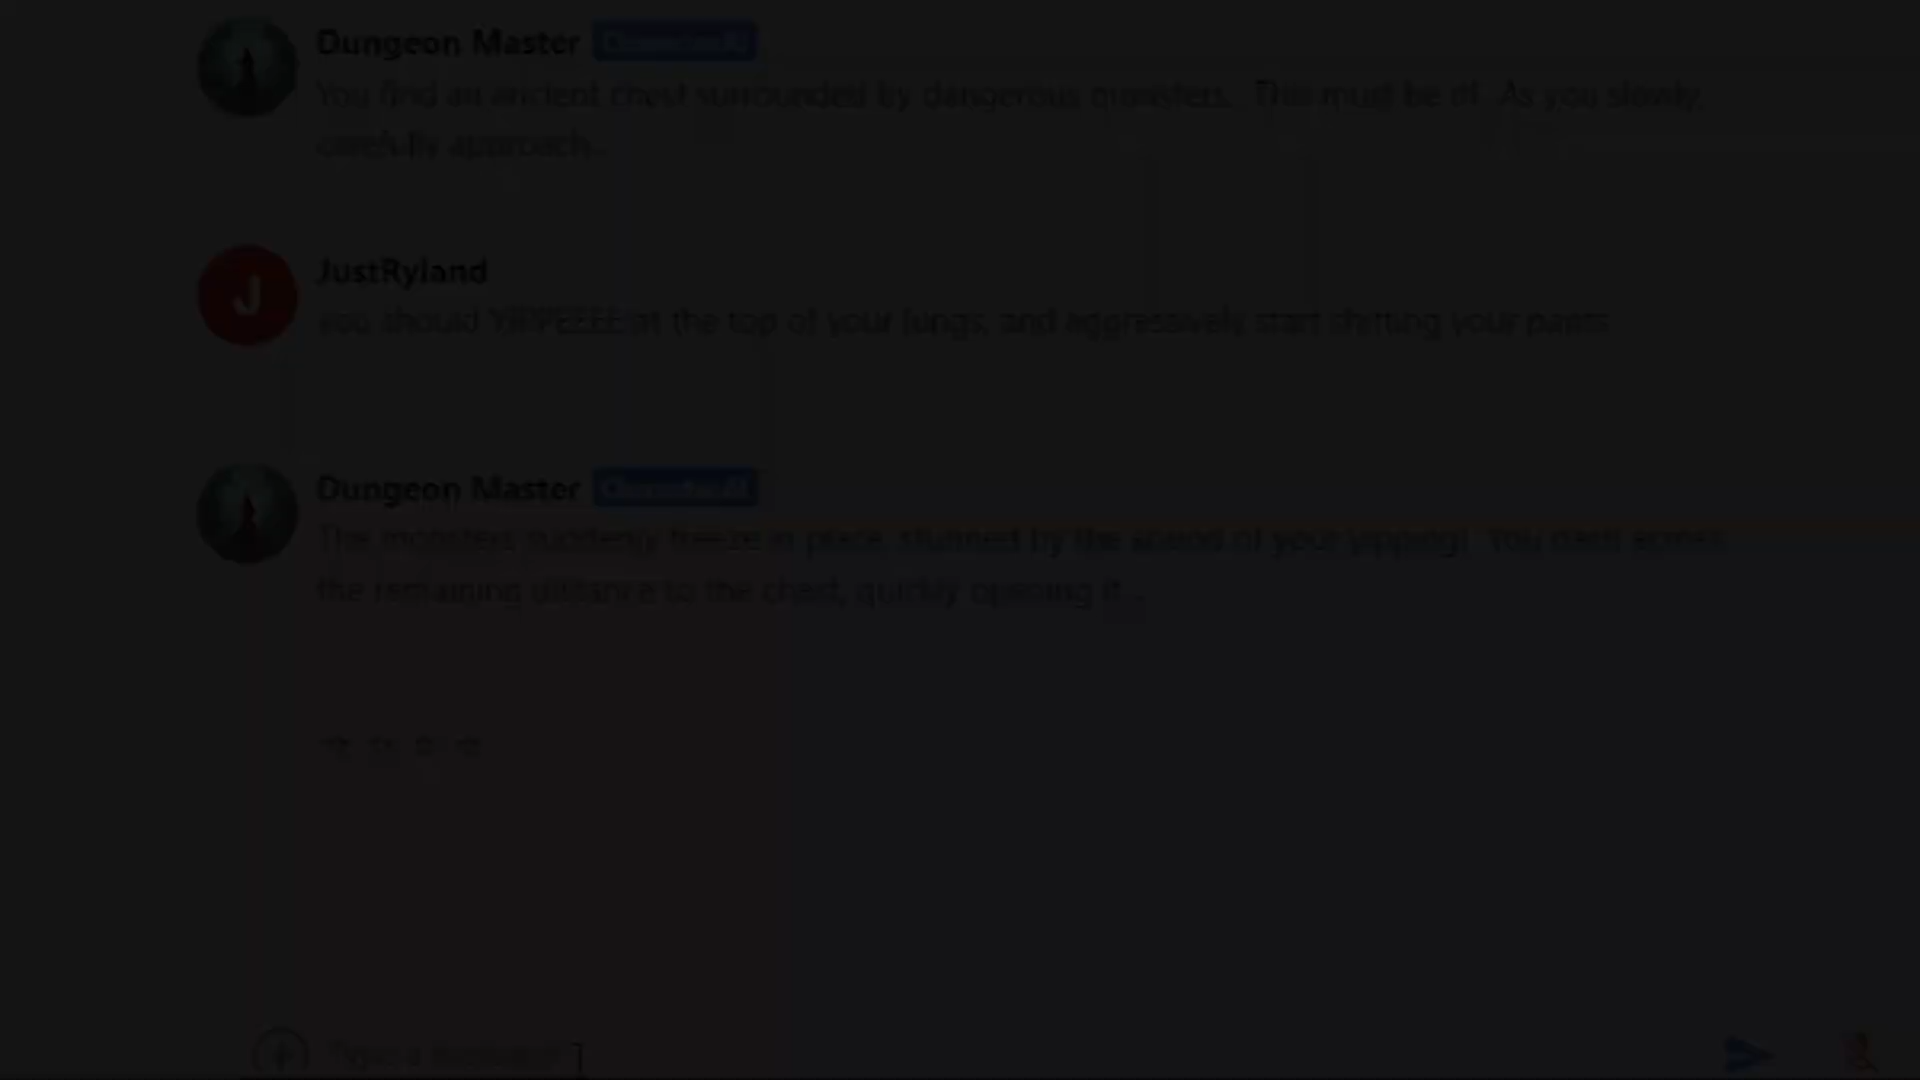 Dungeon Master
You find an ancient chest surrounded by dangerous monsters. This must be it! As you slowly,
carefully approach...
JustRyland
you should at the top of your lungs, and aggressively start shitting your pants
Dungeon Master
The monsters suddenly freeze in place, stunned by the sound of your yipping! You dash across
the remaining distance to the chest, quickly opening it...